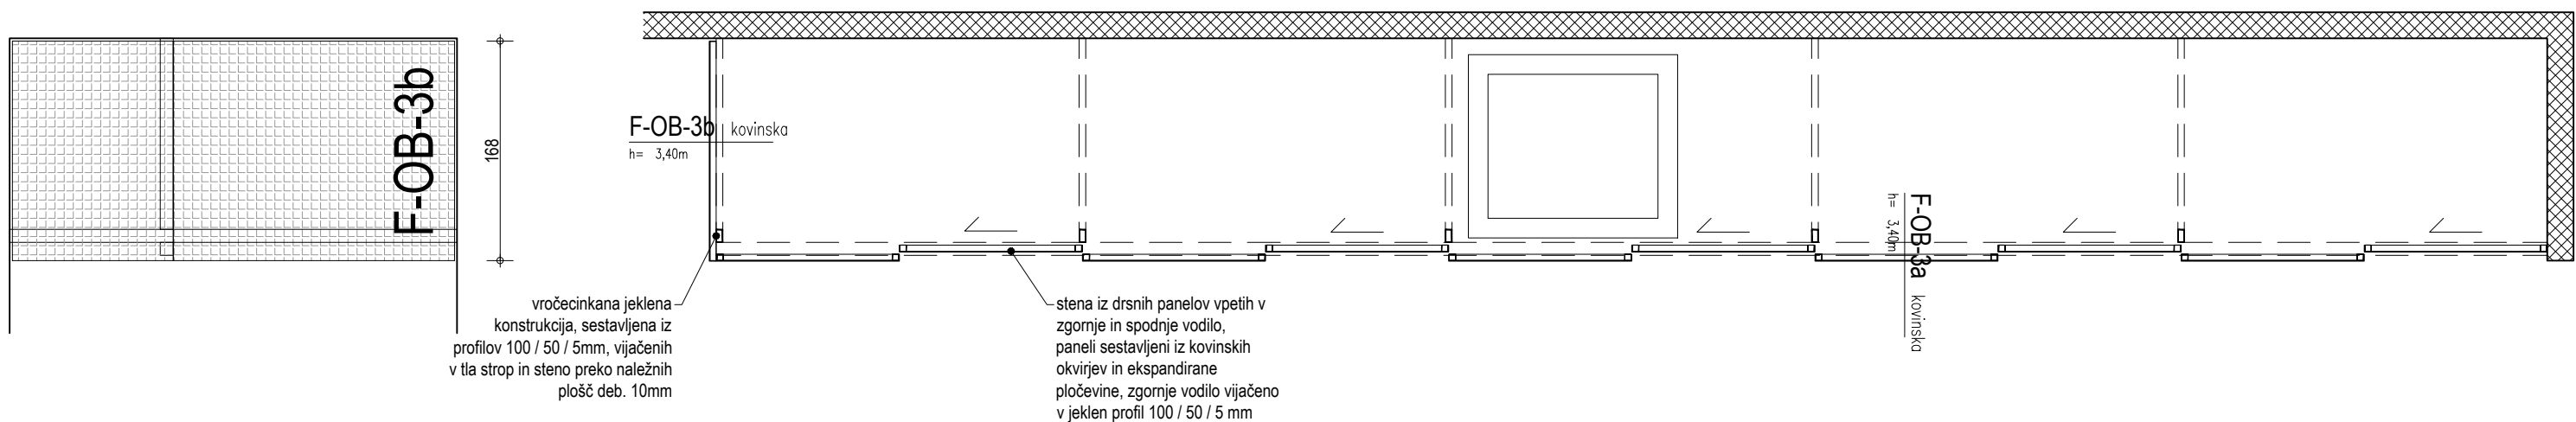 F-OB-3b
168
F-OB-3b kovinska
h= 3,40m
F-OB-3a kovinska
h= 3,40m
vročecinkana jeklena
konstrukcija, sestavljena iz
profilov 100 / 50 / 5mm, vijačenih
v tla strop in steno preko naležnih
plošč deb. 10mm
stena iz drsnih panelov vpetih v
zgornje in spodnje vodilo,
paneli sestavljeni iz kovinskih
okvirjev in ekspandirane
pločevine, zgornje vodilo vijačeno
v jeklen profil 100 / 50 / 5 mm